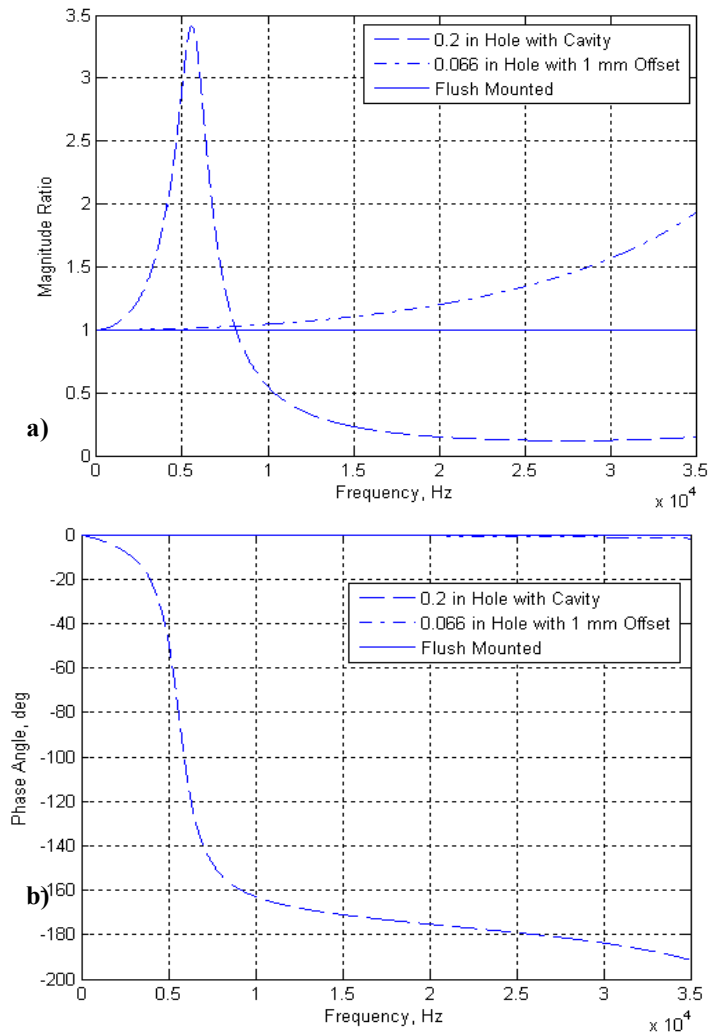 4
3.5
3
2.5
2
1.5
1
0.5
0
Magnitude Ratio
0.2 in Hole with Cavity
0.066 in Hole with 1 mm Offset
Flush Mounted
a)
0 0.5 1 1.5 2 2.5 3 3.5
Frequency, Hz
x 10^4
0
-20
-40
-60
-80
-100
-120
-140
-160
-180
-200
Phase Angle, deg
0.2 in Hole with Cavity
0.066 in Hole with 1 mm Offset
Flush Mounted
b)
0 0.5 1 1.5 2 2.5 3 3.5
Frequency, Hz
x 10^4